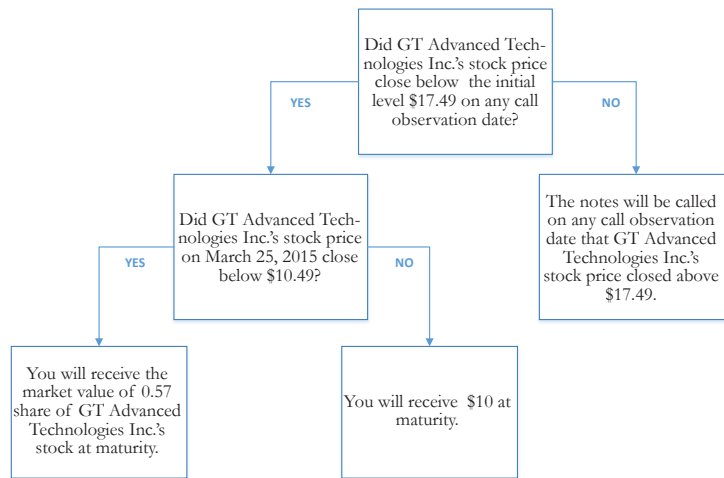 Did GT Advanced Tech-
nologies Inc.'s stock price
close below the initial
level $17.49 on any call
observation date?
YES
NO
Did GT Advanced Tech-
nologies Inc.'s stock price
on March 25, 2015 close
below $10.49?
The notes will be called
on any call observation
date that GT Advanced
Technologies Inc.'s
stock price closed above
$17.49.
YES
NO
You will receive the
market value of 0.57
share of GT Advanced
Technologies Inc.'s
stock at maturity.
You will receive $10 at
maturity.